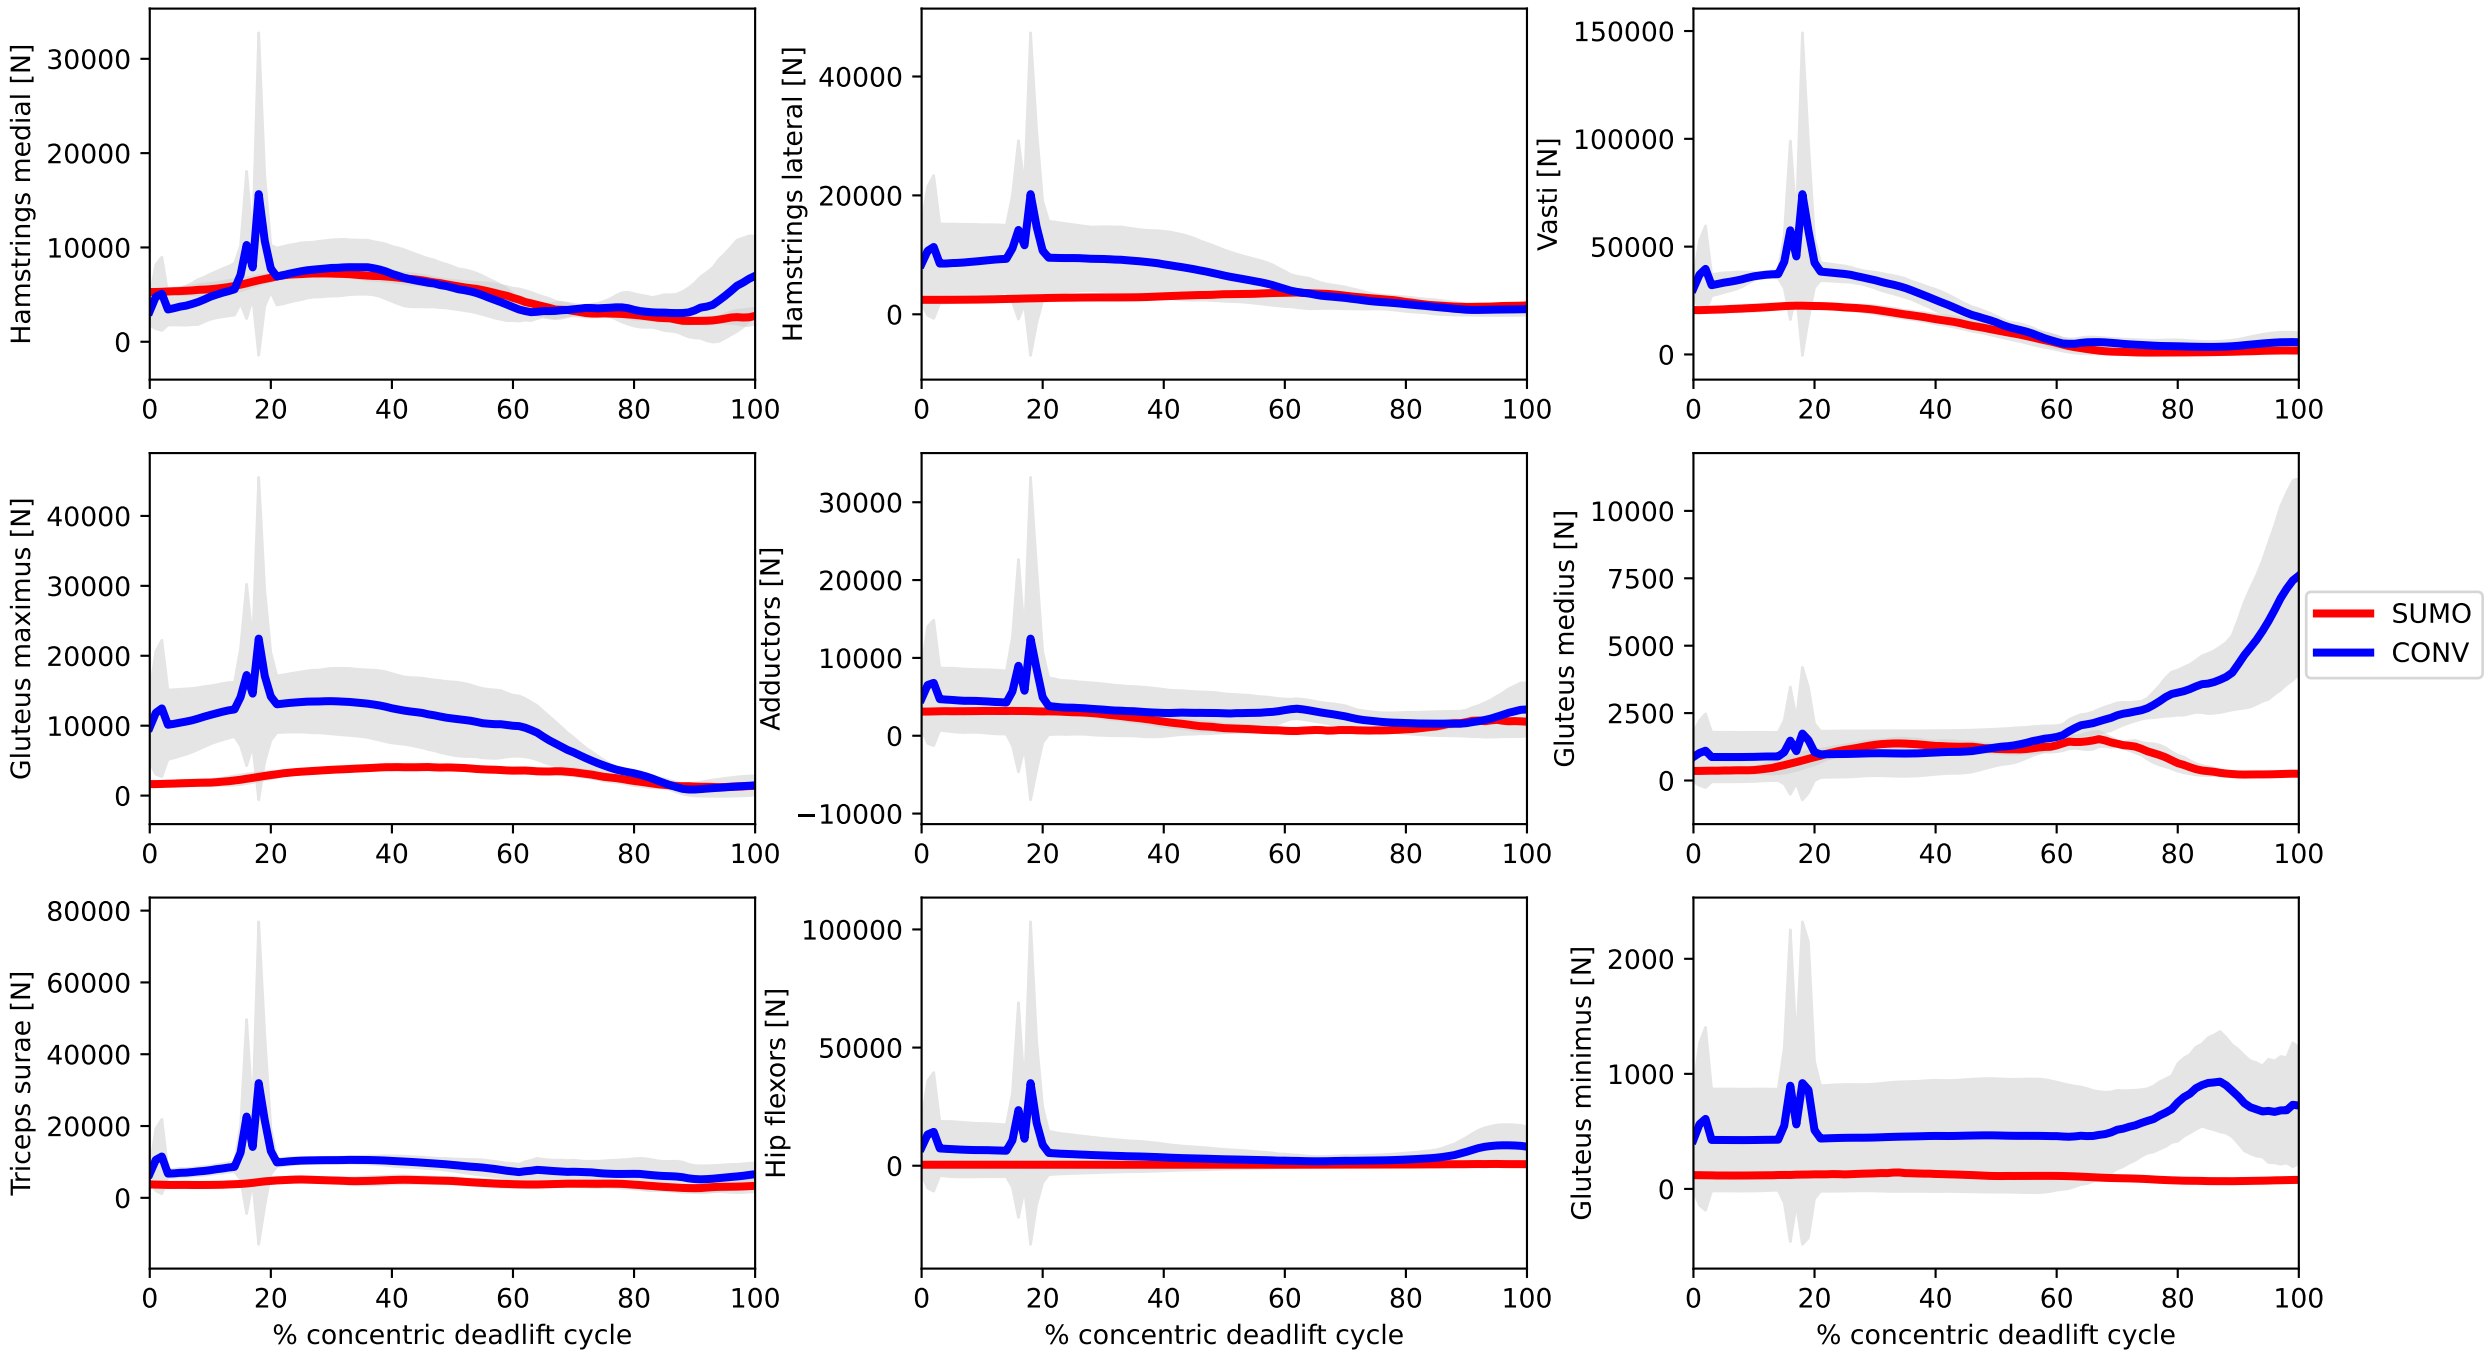 Hamstrings medial [N]
30000
20000
10000
0
0 20 40 60 80 100
Hamstrings lateral [N]
40000
20000
0
0 20 40 60 80 100
Vasti [N]
150000
100000
50000
0
0 20 40 60 80 100
Gluteus maximus [N]
40000
30000
20000
10000
0
0 20 40 60 80 100
Adductors [N]
30000
20000
10000
0
−10000
0 20 40 60 80 100
Gluteus medius [N]
10000
7500
5000
2500
0
0 20 40 60 80 100
SUMO
CONV
Triceps surae [N]
80000
60000
40000
20000
0
0 20 40 60 80 100
% concentric deadlift cycle
Hip flexors [N]
100000
50000
0
0 20 40 60 80 100
% concentric deadlift cycle
Gluteus minimus [N]
2000
1000
0
0 20 40 60 80 100
% concentric deadlift cycle